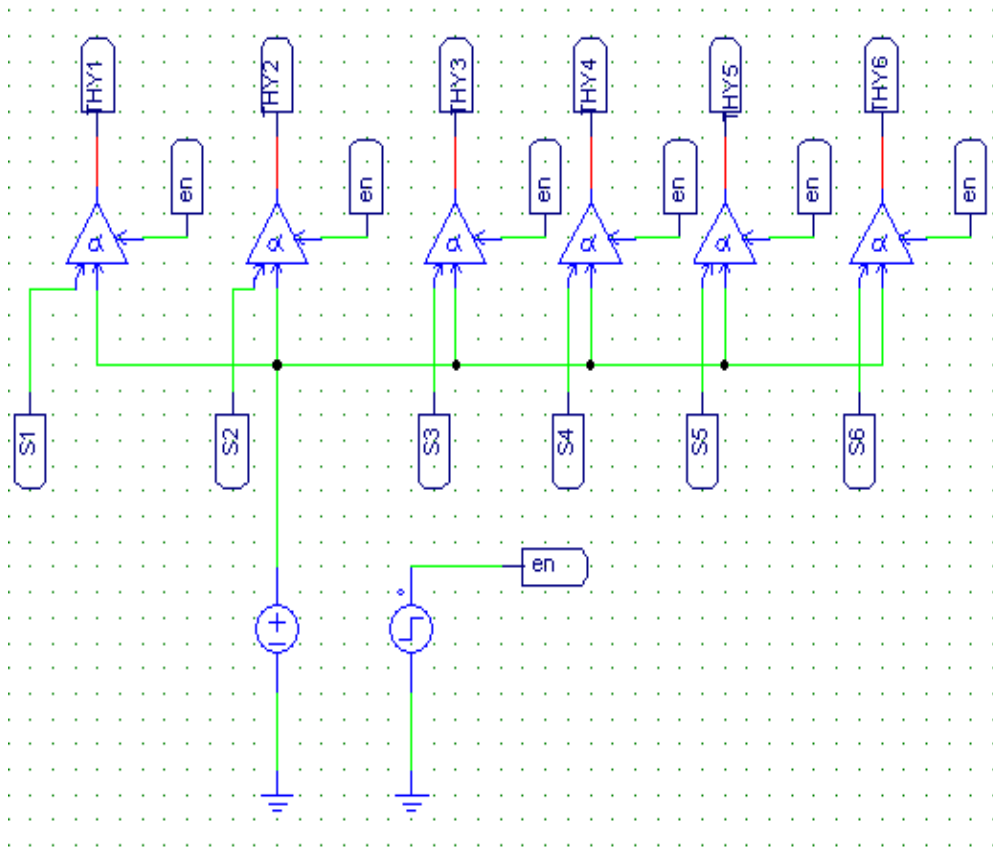 THY1
THY2
THY3
THY4
THY5
THY6
en
en
en
en
en
en
α
α
α
α
α
α
S1
S2
S3
S4
S5
S6
en